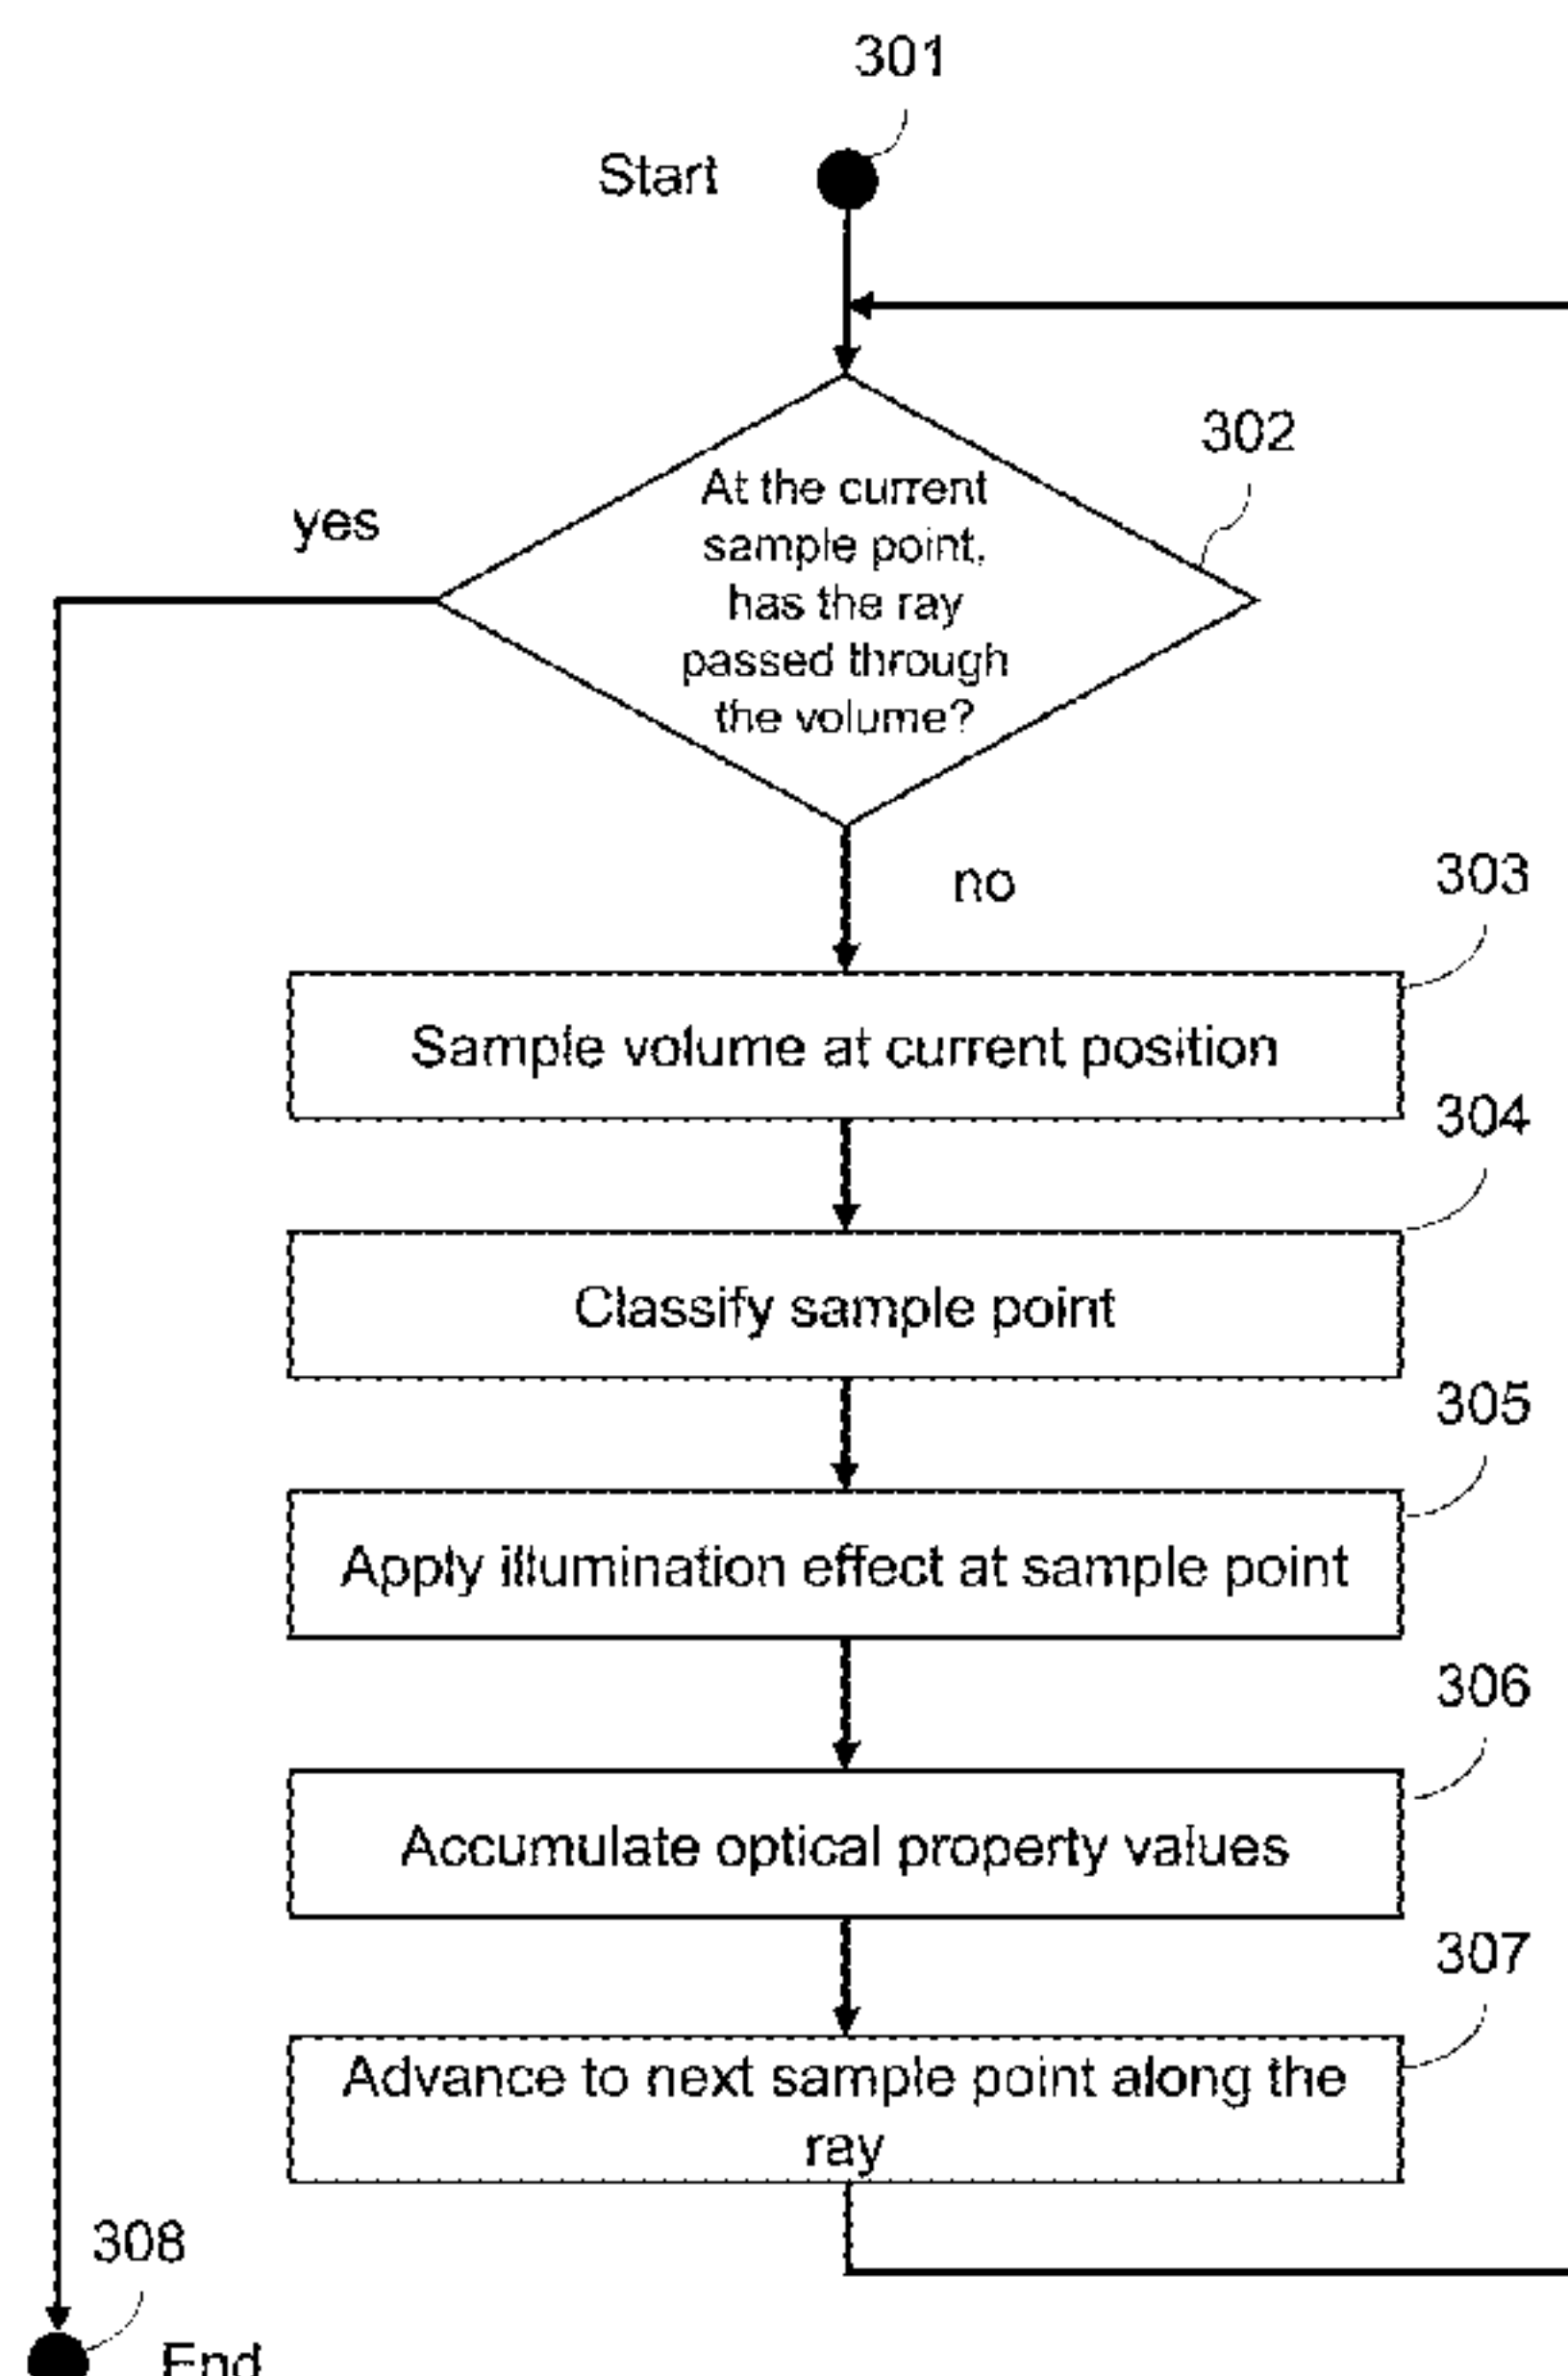 301
Start
302
At the current
sample point,
has the ray
passed through
the volume?
yes
no
303
Sample volume at current position
304
Classify sample point
305
Apply illumination effect at sample point
306
Accumulate optical property values
307
Advance to next sample point along the
ray
308
End